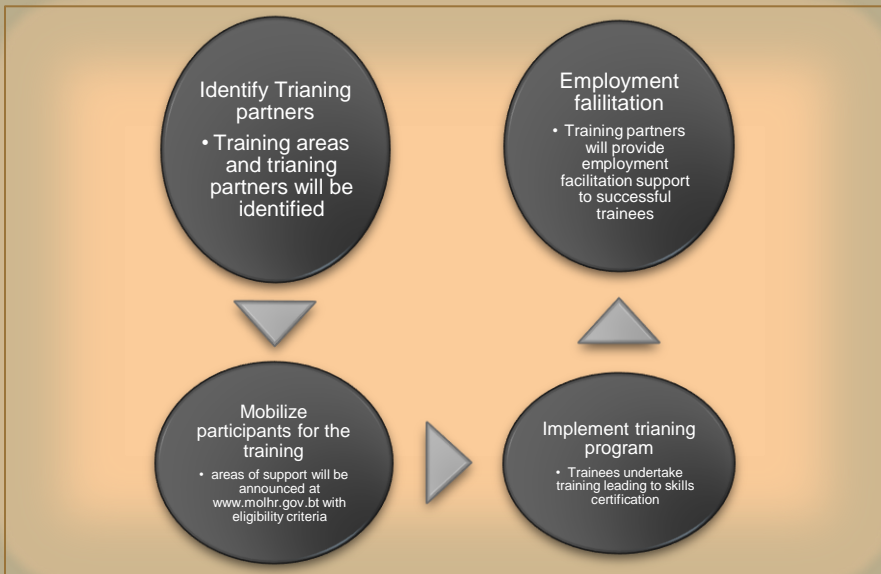 Identify Trianing
partners
• Training areas
and trianing
partners will be
identified
Mobilize
participants for the
training
• areas of support will be
announced at
www.molhr.gov.bt with
eligibility criteria
Implement trianing
program
• Trainees undertake
training leading to skills
certification
Employment
falilitation
• Training partners
will provide
employment
facilitation support
to successful
trainees